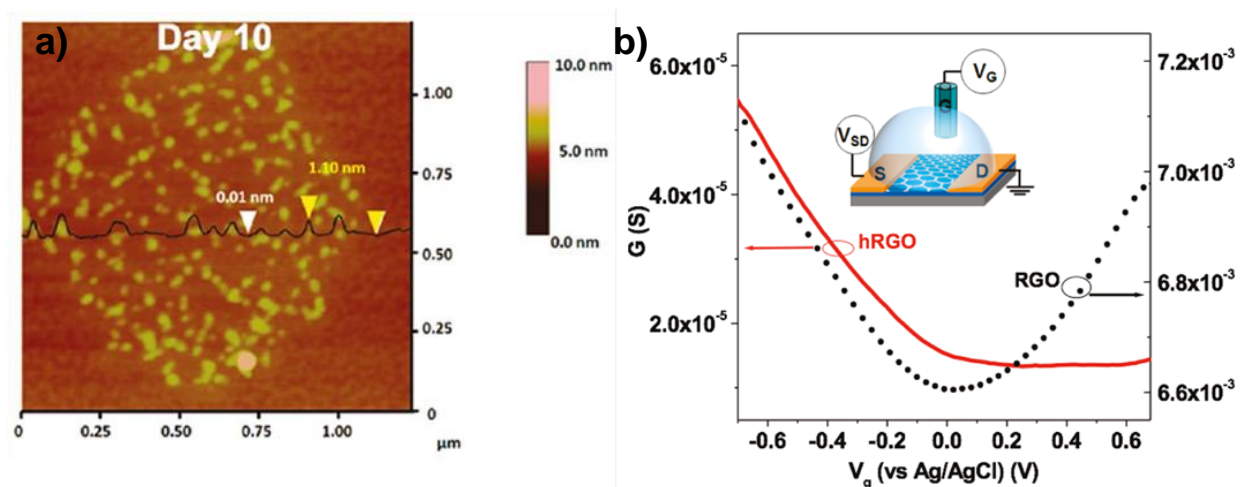 a)
Day 10
10.0 nm
5.0 nm
0.0 nm
1.10 nm
0.01 nm
1.00
0.75
0.50
0.25
0
0 0.25 0.50 0.75 1.00
µm
b)
6.0x10⁻⁵
4.0x10⁻⁵
2.0x10⁻⁵
G (S)
7.2x10⁻³
7.0x10⁻³
6.8x10⁻³
6.6x10⁻³
V_G
G
V_SD
S
D
hRGO
RGO
-0.6 -0.4 -0.2 0.0 0.2 0.4 0.6
V_g (vs Ag/AgCl) (V)